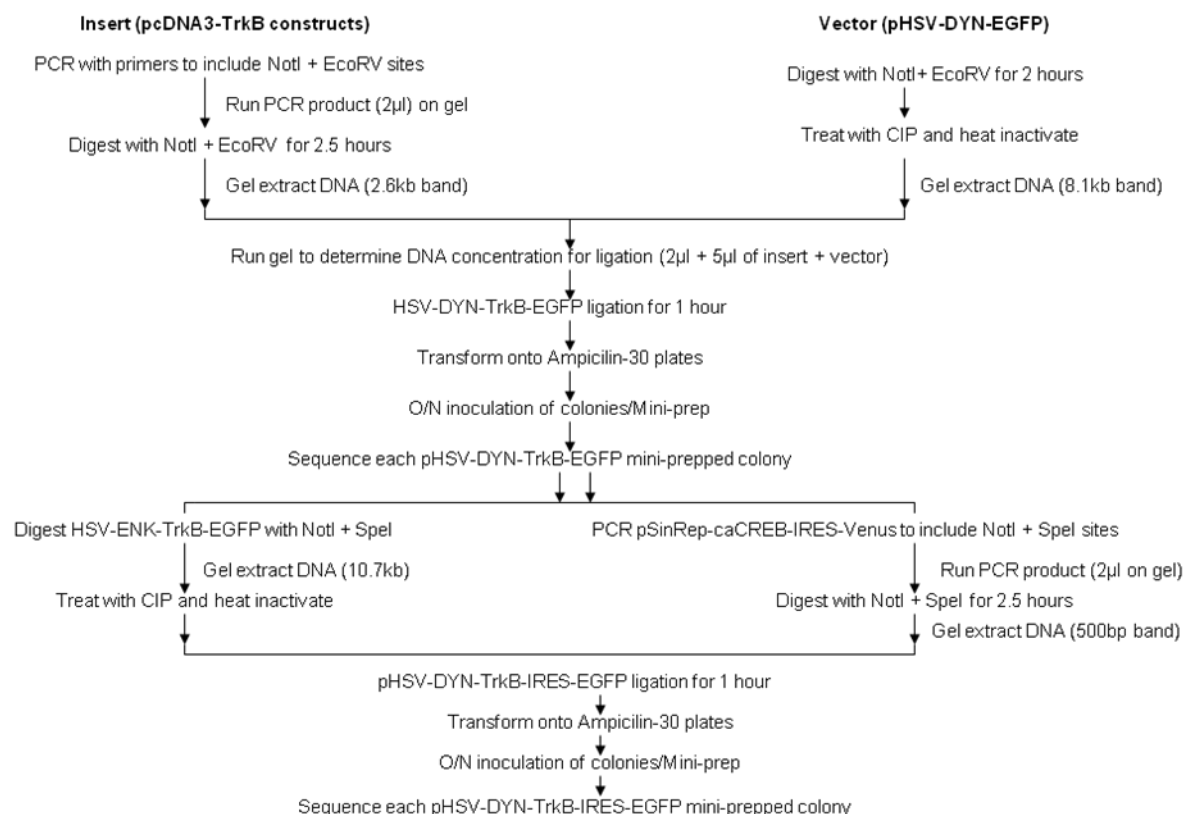 Insert (pcDNA3-TrkB constructs)
Vector (pHSV-DYN-EGFP)
PCR with primers to include NotI + EcoRV sites
Digest with NotI+ EcoRV for 2 hours
Run PCR product (2µl) on gel
Treat with CIP and heat inactivate
Digest with NotI + EcoRV for 2.5 hours
Gel extract DNA (2.6kb band)
Gel extract DNA (8.1kb band)
Run gel to determine DNA concentration for ligation (2µl + 5µl of insert + vector)
HSV-DYN-TrkB-EGFP ligation for 1 hour
Transform onto Ampicilin-30 plates
O/N inoculation of colonies/Mini-prep
Sequence each pHSV-DYN-TrkB-EGFP mini-prepped colony
Digest HSV-ENK-TrkB-EGFP with NotI + SpeI
PCR pSinRep-caCREB-IRES-Venus to include NotI + SpeI sites
Gel extract DNA (10.7kb)
Run PCR product (2µl on gel)
Treat with CIP and heat inactivate
Digest with NotI + SpeI for 2.5 hours
Gel extract DNA (500bp band)
pHSV-DYN-TrkB-IRES-EGFP ligation for 1 hour
Transform onto Ampicilin-30 plates
O/N inoculation of colonies/Mini-prep
Sequence each pHSV-DYN-TrkB-IRES-EGFP mini-prepped colony